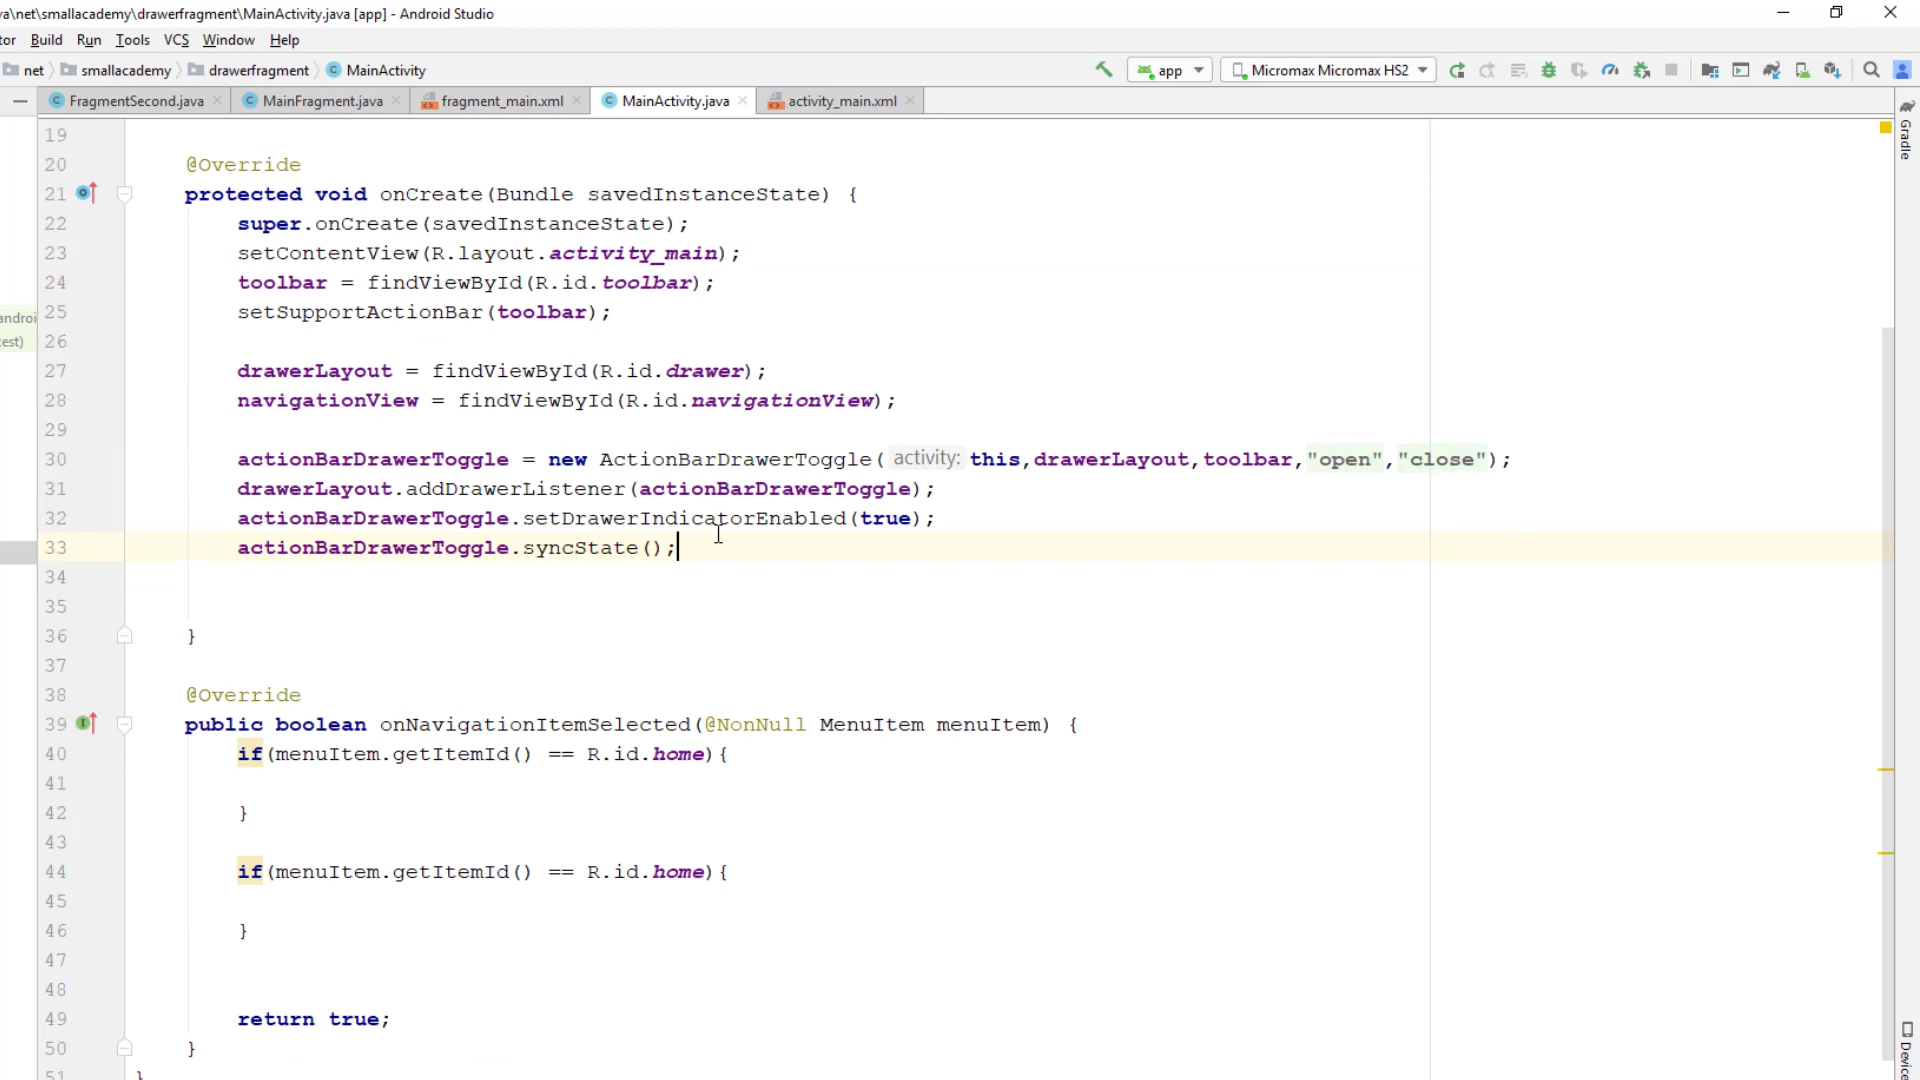 va\net\smallacademy\drawerfragment\MainActivity.java [app] - Android Studio
tor Build Run Tools VCS Window Help
net smallacademy drawerfragment MainActivity app Micromax Micromax HS2
FragmentSecond.java MainFragment.java fragment_main.xml MainActivity.java activity_main.xml
Gradle
19
20 @Override
21 protected void onCreate(Bundle savedInstanceState) {
22 super.onCreate(savedInstanceState);
23 setContentView(R.layout.activity_main);
24 toolbar = findViewById(R.id.toolbar);
25 setSupportActionBar(toolbar);
androi
26
est)
27 drawerLayout = findViewById(R.id.drawer);
28 navigationView = findViewById(R.id.navigationView);
29
30 actionBarDrawerToggle = new ActionBarDrawerToggle( activity: this,drawerLayout,toolbar,"open","close");
31 drawerLayout.addDrawerListener(actionBarDrawerToggle);
32 actionBarDrawerToggle.setDrawerIndicatorEnabled(true);
33 actionBarDrawerToggle.syncState();
34
35
36 }
37
38 @Override
39 public boolean onNavigationItemSelected(@NonNull MenuItem menuItem) {
40 if(menuItem.getItemId() == R.id.home){
41
42 }
43
44 if(menuItem.getItemId() == R.id.home){
45
46 }
47
48
49 return true;
50 }
51 }
Device